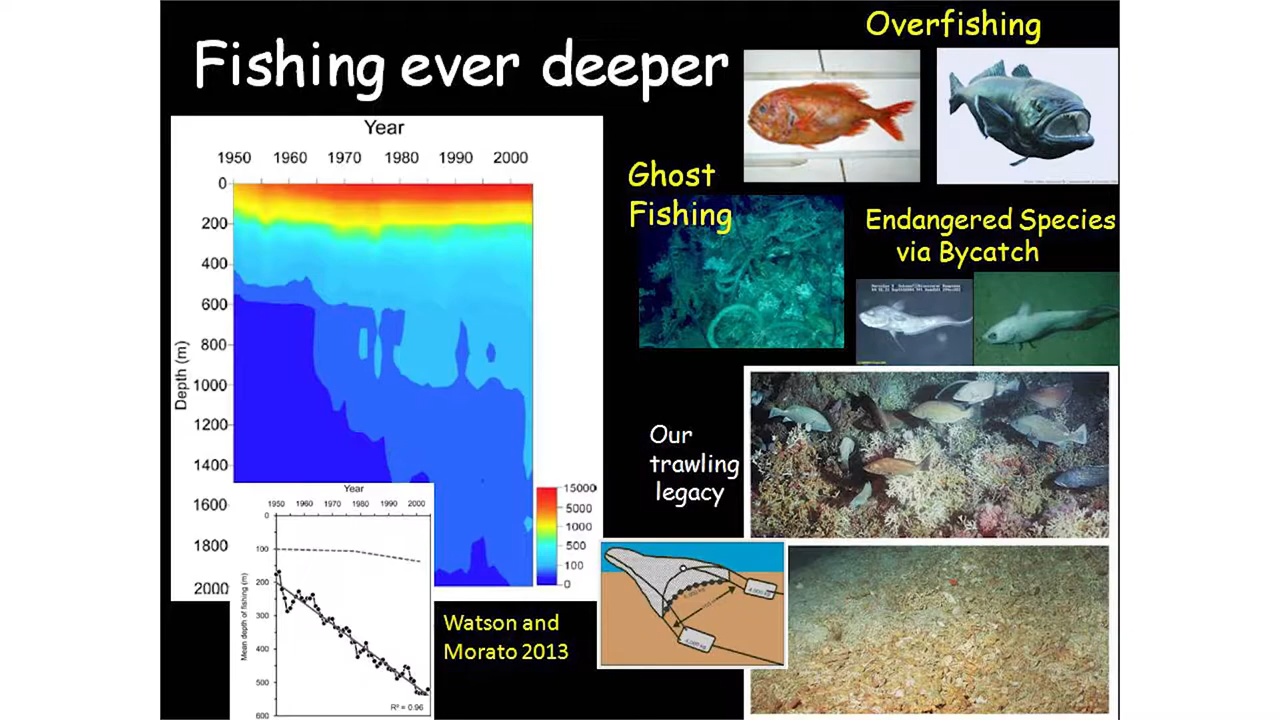 Fishing ever deeper
Overfishing
Year
1950 1960 1970 1980 1990 2000
0
200
400
600
800
1000
1200
1400
1600
1800
2000
Depth (m)
15000
5000
1000
500
100
0
Year
1950 1960 1970 1980 1990 2000
0
100
200
300
400
500
600
Mean depth of fishing (m)
R² = 0.96
Watson and
Morato 2013
Ghost
Fishing
Endangered Species
via Bycatch
Our
trawling
legacy